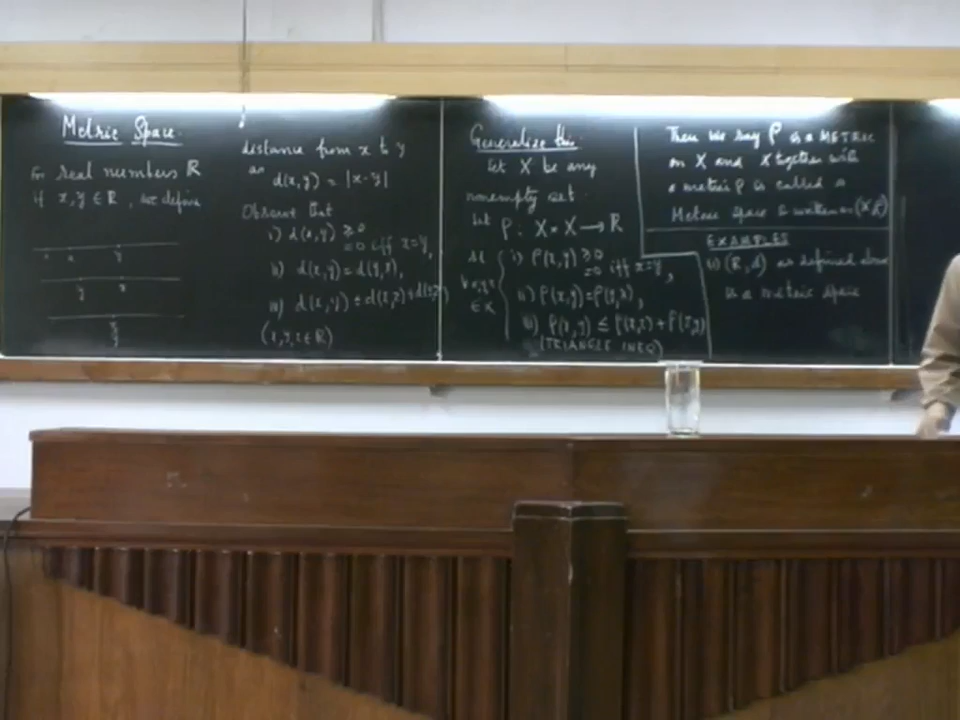 Metric Space
For real numbers ℝ
if x, y ∈ ℝ, we define
x x y
y x
x
y
distance from x to y
as
d(x,y) = |x-y|
Observe that
i) d(x,y) ≥ 0
= 0 iff x=y,
ii) d(x,y) = d(y,x),
iii) d(x,y) ≤ d(x,z) + d(z,y)
(x,y,z ∈ ℝ)
Generalize this
Let X be any
nonempty set.
Let ρ : X × X → ℝ
st i) ρ(x,y) ≥ 0
= 0 iff x=y,
∀ x,y,z ∈ X
ii) ρ(x,y) = ρ(y,x),
iii) ρ(x,y) ≤ ρ(x,z) + ρ(z,y)
(TRIANGLE INEQ)
Then we say ρ is a METRIC
on X and X together with
a metric ρ is called a
Metric space & written as (X,ρ)
EXAMPLES
(ℝ, d) as defined above
is a metric space